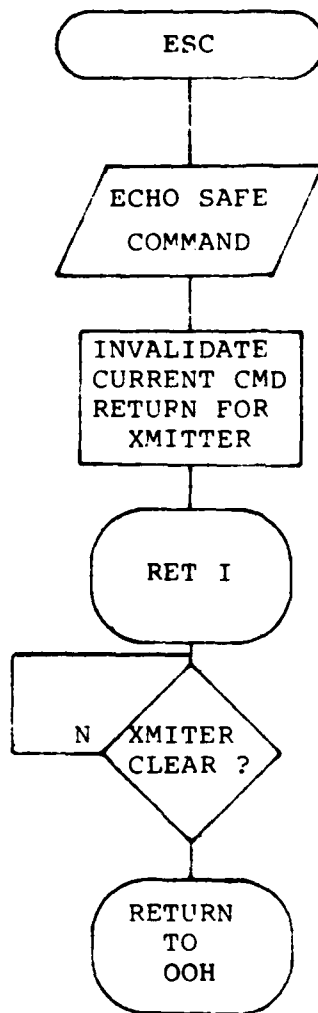 ESC
ECHO SAFE
COMMAND
INVALIDATE
CURRENT CMD
RETURN FOR
XMITTER
RET I
N XMITER
CLEAR ?
RETURN
TO
OOH